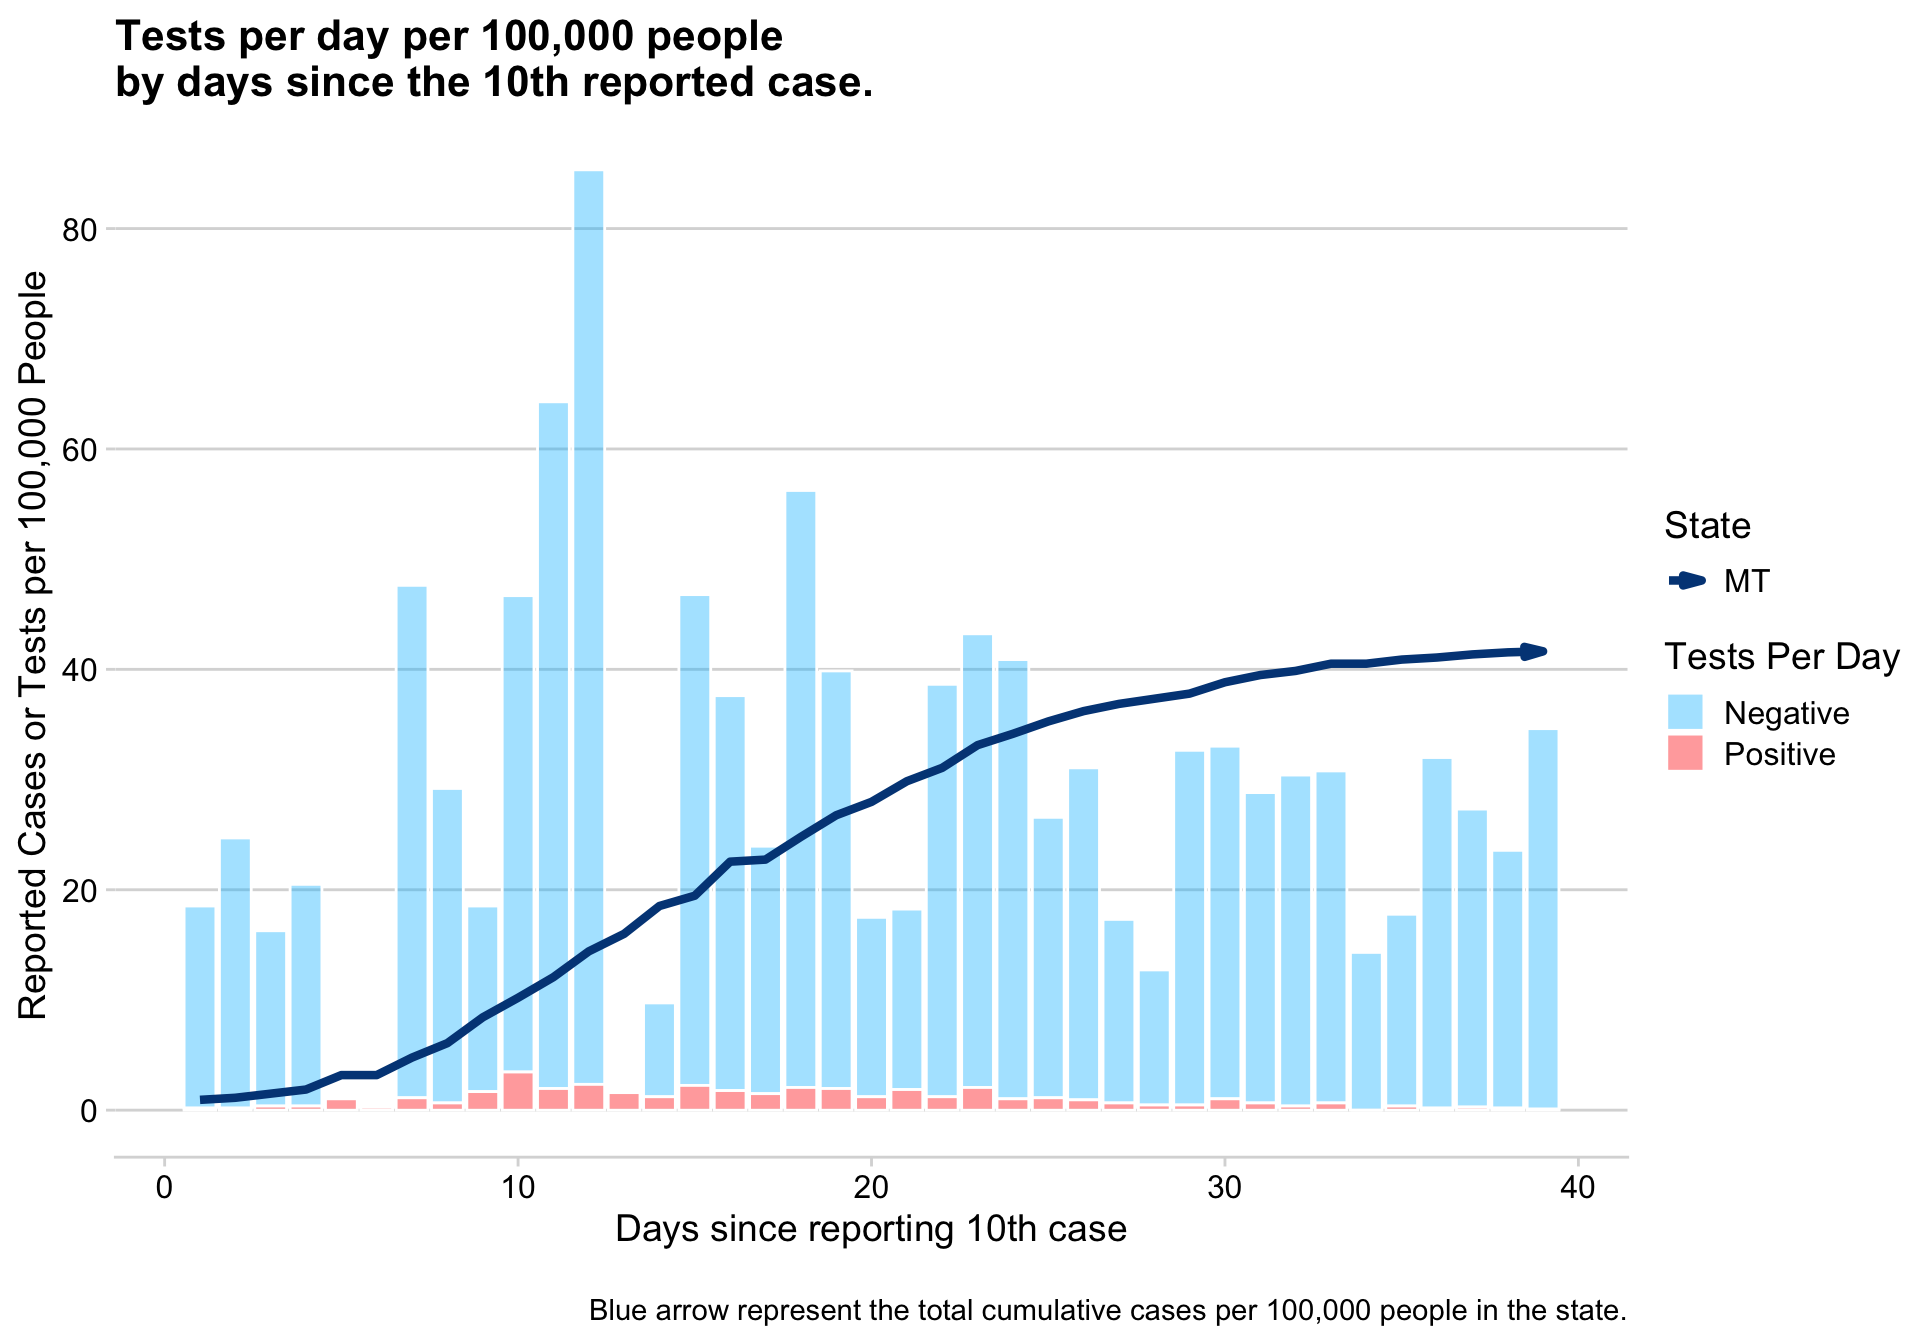 Tests per day per 100,000 people
by days since the 10th reported case.
Reported Cases or Tests per 100,000 People
80
60
40
20
0
0 10 20 30 40
Days since reporting 10th case
State
MT
Tests Per Day
Negative
Positive
Blue arrow represent the total cumulative cases per 100,000 people in the state.